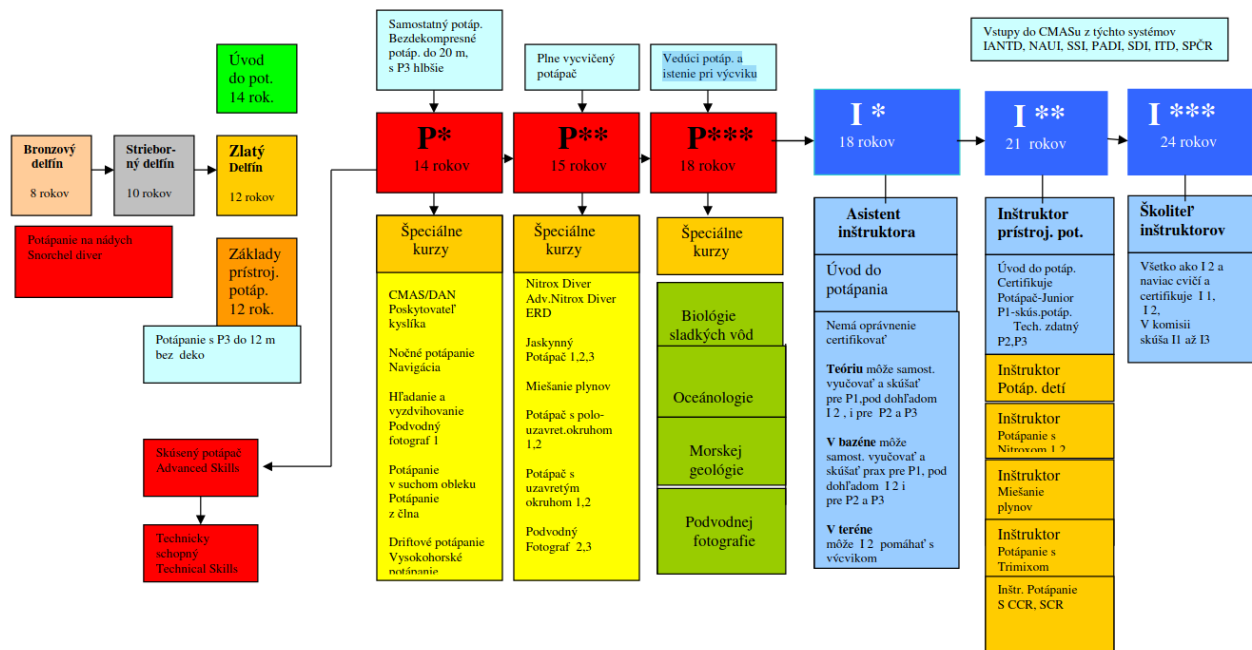 Samostatný potáp.
Bezdekompresné
potáp. do 20 m,
s P3 hlbšie
Plne vycvičený
potápač
Vedúci potáp. a
istenie pri výcviku
Vstupy do CMASu z týchto systémov
IANTD, NAUI, SSI, PADI, SDI, ITD, SPČR
Úvod
do pot.
14 rok.
Bronzový
delfín
8 rokov
Striebor-
ný delfín
10 rokov
Zlatý
Delfín
12 rokov
P*
14 rokov
P**
15 rokov
P***
18 rokov
I *
18 rokov
I **
21 rokov
I ***
24 rokov
Potápanie na nádych
Snorchel diver
Základy
prístroj.
potáp.
12 rok.
Potápanie s P3 do 12 m
bez deko
Skúsený potápač
Advanced Skills
Technicky
schopný
Technical Skills
Špeciálne
kurzy
CMAS/DAN
Poskytovateľ
kyslíka
Nočné potápanie
Navigácia
Hľadanie a
vyzdvihovanie
Podvodný
fotograf 1
Potápanie
v suchom obleku
Potápanie
z člna
Driftové potápanie
Vysokohorské
potápanie
Špeciálne
kurzy
Nitrox Diver
Adv.Nitrox Diver
ERD
Jaskynný
Potápač 1,2,3
Miešanie plynov
Potápač s polo-
uzavret.okruhom
1,2
Potápač s
uzavretým
okruhom 1,2
Podvodný
Fotograf 2,3
Špeciálne
kurzy
Biológie
sladkých vôd
Oceánologie
Morskej
geológie
Podvodnej
fotografie
Asistent
inštruktora
Úvod do
potápania
Nemá oprávnenie
certifikovať
Teóriu môže samost.
vyučovať a skúšať
pre P1,pod dohľadom
I 2 , i pre P2 a P3
V bazéne môže
samost. vyučovať a
skúšať prax pre P1, pod
dohľadom I 2 i
pre P2 a P3
V teréne
môže I 2 pomáhať s
výcvikom
Inštruktor
prístroj. pot.
Úvod do potáp.
Certifikuje
Potápač-Junior
P1-skús.potáp.
Tech. zdatný
P2,P3
Inštruktor
Potáp. detí
Inštruktor
Potápanie s
Nitroxom 1,2
Inštruktor
Miešanie
plynov
Inštruktor
Potápanie s
Trimixom
Inštr. Potápanie
S CCR, SCR
Školiteľ
inštruktorov
Všetko ako I 2 a
naviac cvičí a
certifikuje I 1,
I 2,
V komisii
skúša I1 až I3